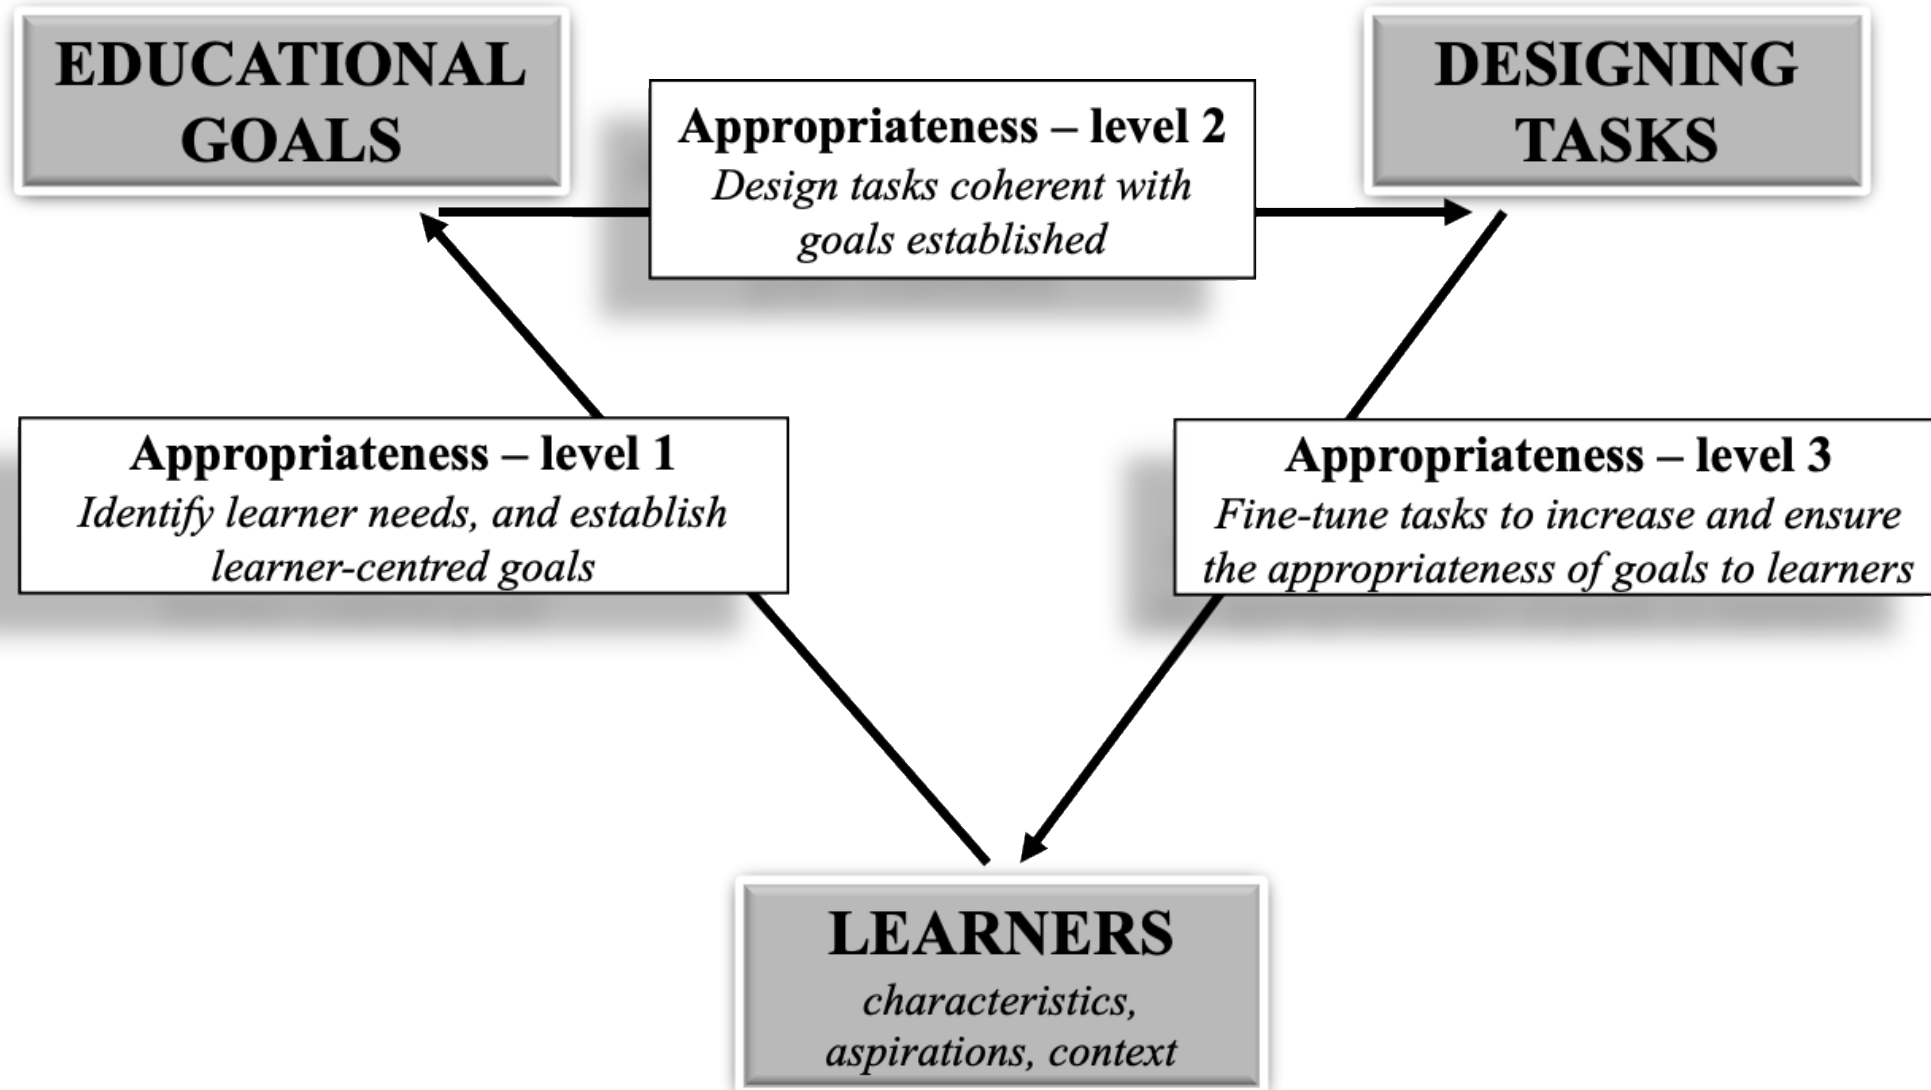 EDUCATIONAL
GOALS
DESIGNING
TASKS
Appropriateness – level 2
Design tasks coherent with
goals established
Appropriateness – level 1
Identify learner needs, and establish
learner-centred goals
Appropriateness – level 3
Fine-tune tasks to increase and ensure
the appropriateness of goals to learners
LEARNERS
characteristics,
aspirations, context